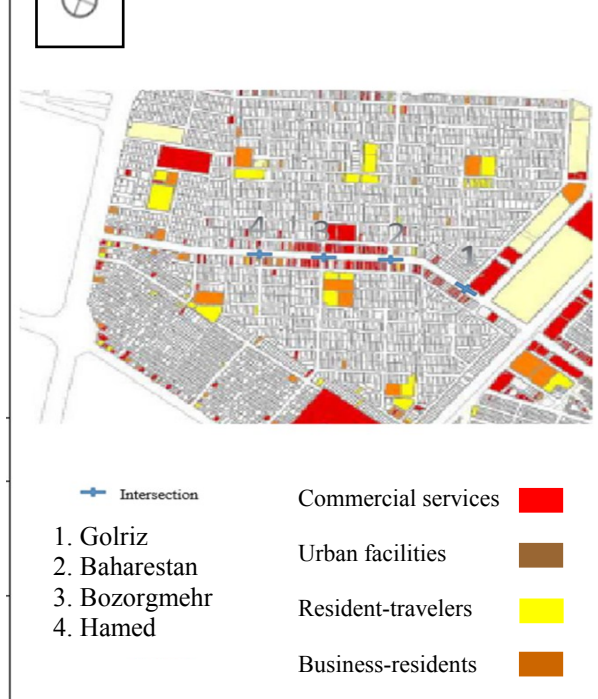 4
3
2
1
Intersection
1. Golriz
2. Baharestan
3. Bozorgmehr
4. Hamed
Commercial services
Urban facilities
Resident-travelers
Business-residents